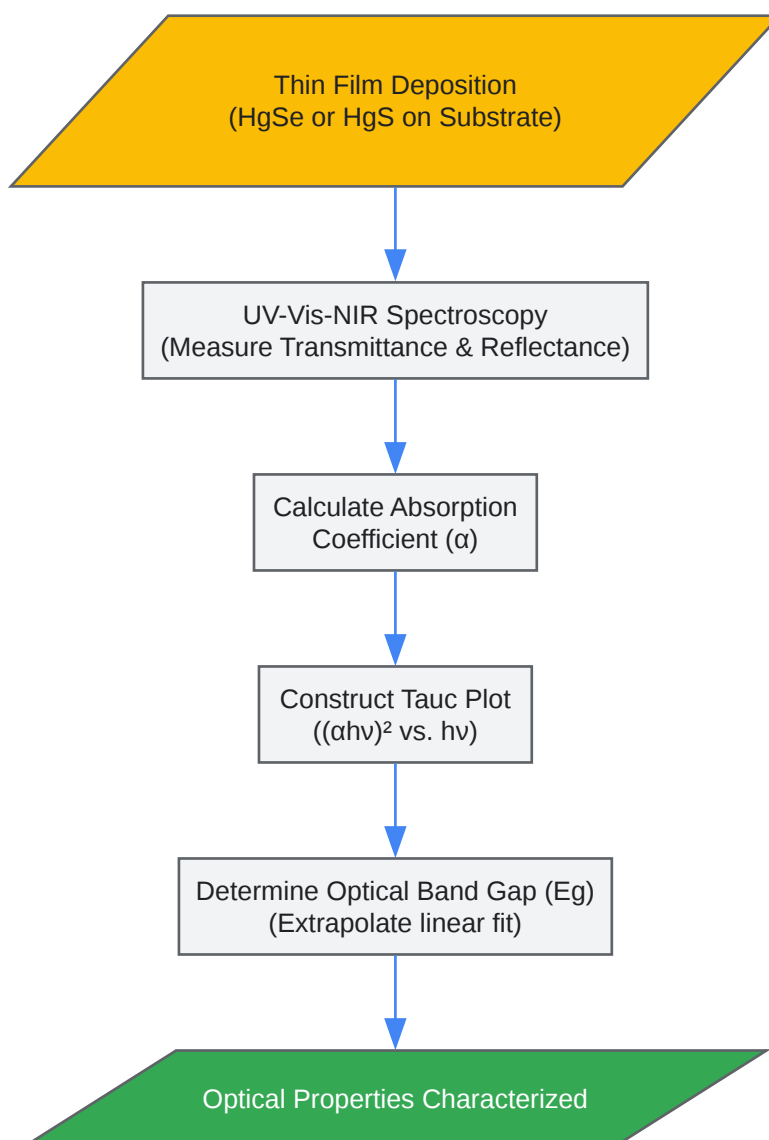 Thin Film Deposition
(HgSe or HgS on Substrate)
UV-Vis-NIR Spectroscopy
(Measure Transmittance & Reflectance)
Calculate Absorption
Coefficient (α)
Construct Tauc Plot
((αhν)² vs. hν)
Determine Optical Band Gap (Eg)
(Extrapolate linear fit)
Optical Properties Characterized